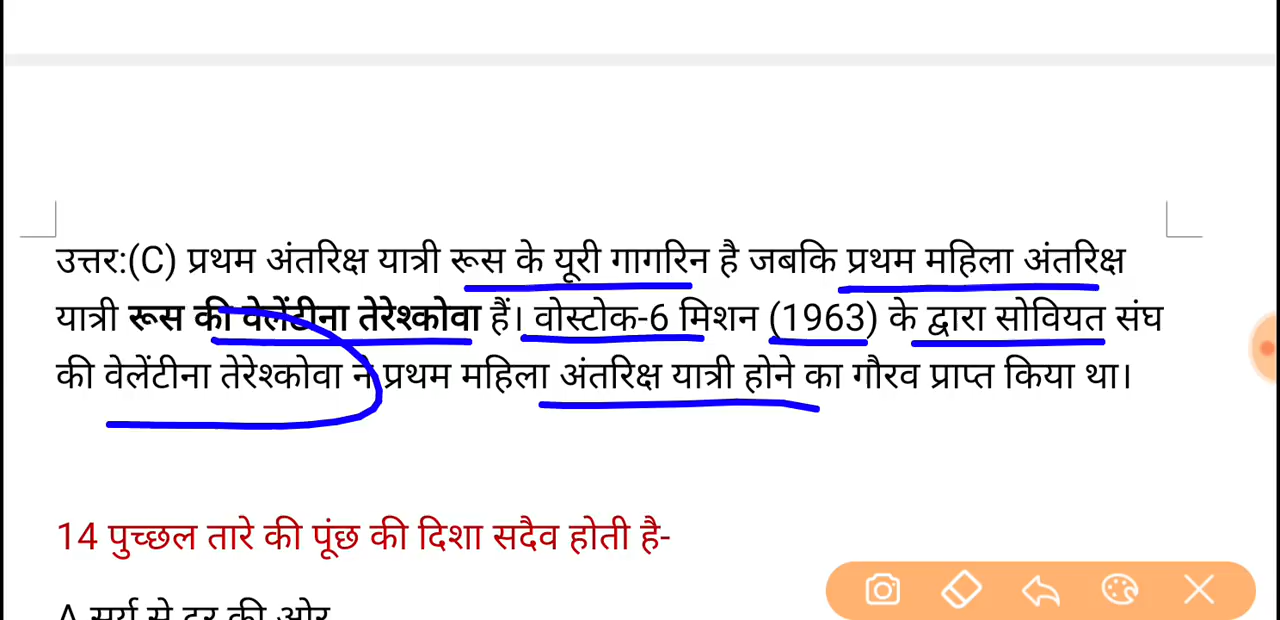 उत्तर:(C) प्रथम अंतरिक्ष यात्री रूस के यूरी गागरिन है जबकि प्रथम महिला अंतरिक्ष
यात्री रूस की वेलेंटीना तेरेश्कोवा हैं। वोस्टोक-6 मिशन (1963) के द्वारा सोवियत संघ
की वेलेंटीना तेरेश्कोवा ने प्रथम महिला अंतरिक्ष यात्री होने का गौरव प्राप्त किया था।
14 पुच्छल तारे की पूंछ की दिशा सदैव होती है-
A सूर्य से दूर की ओर